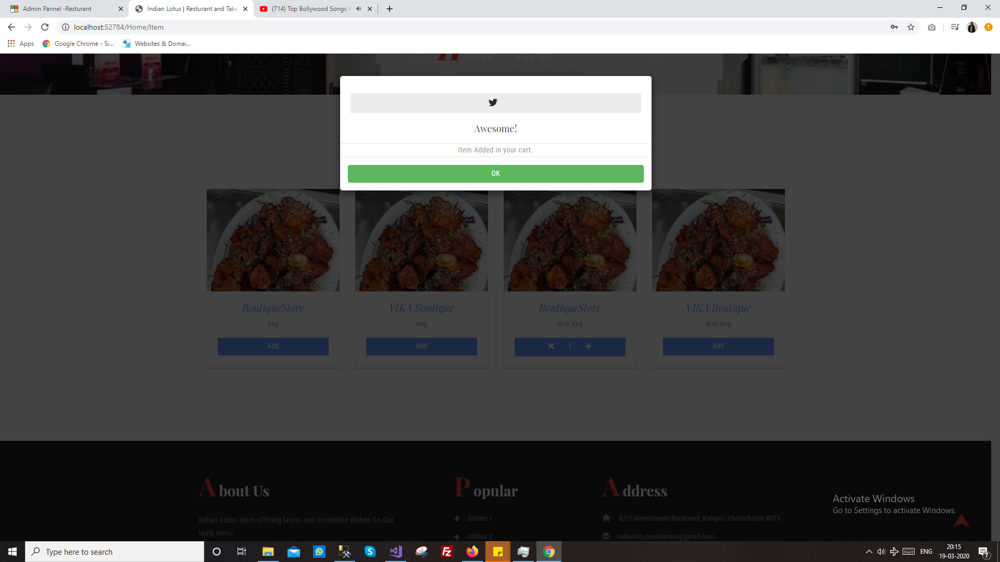 Admin Pannel -Resturant
Indian Lotus | Resturant and Take
(714) Top Bollywood Songs R
localhost:52784/Home/Item
Apps
Google Chrome - Si...
Websites & Domai...
Home Item
Awesome!
Item Added in your cart.
OK
BoutiqueStore
VIKA Boutique
BoutiqueStore
VIKA Boutique
Veg
Veg
Non Veg
Non Veg
Add
Add
1
Add
About Us
Popular
Address
Indian Lotus team offering latest and innovative dishes On Our
tasty menu
Dishes 1
Dishes 2
42/7 Silverstream Boulevard, Kaiapoi, Christchurch 8073
Indianlotusrestaurant@gmail.com
Activate Windows
Go to Settings to activate Windows.
Type here to search
ENG
20:15
19-03-2020
7